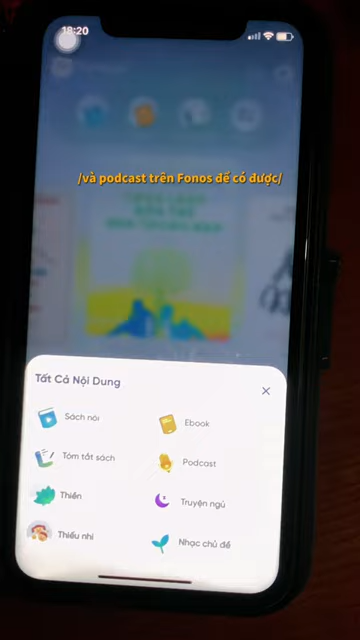 18:20
/và podcast trên Fonos để có được/
Tất Cả Nội Dung
Sách nói
Ebook
Tóm tắt sách
Podcast
Thiền
Truyện ngủ
Thiếu nhi
Nhạc chủ đề